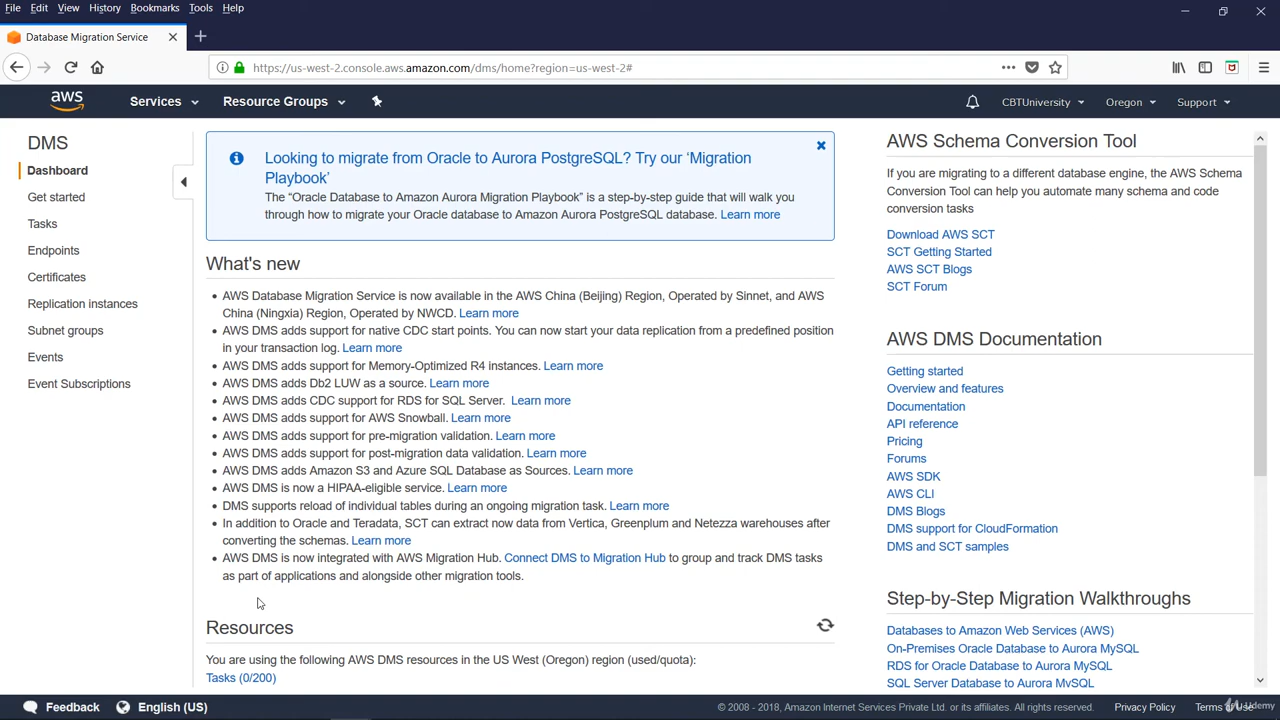 File Edit View History Bookmarks Tools Help
Database Migration Service
https://us-west-2.console.aws.amazon.com/dms/home?region=us-west-2#
aws Services Resource Groups CBTUniversity Oregon Support
DMS
Dashboard
Get started
Tasks
Endpoints
Certificates
Replication instances
Subnet groups
Events
Event Subscriptions
Looking to migrate from Oracle to Aurora PostgreSQL? Try our ‘Migration
Playbook’
The “Oracle Database to Amazon Aurora Migration Playbook” is a step-by-step guide that will walk you
through how to migrate your Oracle database to Amazon Aurora PostgreSQL database. Learn more
What's new
• AWS Database Migration Service is now available in the AWS China (Beijing) Region, Operated by Sinnet, and AWS
China (Ningxia) Region, Operated by NWCD. Learn more
• AWS DMS adds support for native CDC start points. You can now start your data replication from a predefined position
in your transaction log. Learn more
• AWS DMS adds support for Memory-Optimized R4 instances. Learn more
• AWS DMS adds Db2 LUW as a source. Learn more
• AWS DMS adds CDC support for RDS for SQL Server. Learn more
• AWS DMS adds support for AWS Snowball. Learn more
• AWS DMS adds support for pre-migration validation. Learn more
• AWS DMS adds support for post-migration data validation. Learn more
• AWS DMS adds Amazon S3 and Azure SQL Database as Sources. Learn more
• AWS DMS is now a HIPAA-eligible service. Learn more
• DMS supports reload of individual tables during an ongoing migration task. Learn more
• In addition to Oracle and Teradata, SCT can extract now data from Vertica, Greenplum and Netezza warehouses after
converting the schemas. Learn more
• AWS DMS is now integrated with AWS Migration Hub. Connect DMS to Migration Hub to group and track DMS tasks
as part of applications and alongside other migration tools.
Resources
You are using the following AWS DMS resources in the US West (Oregon) region (used/quota):
Tasks (0/200)
AWS Schema Conversion Tool
If you are migrating to a different database engine, the AWS Schema
Conversion Tool can help you automate many schema and code
conversion tasks
Download AWS SCT
SCT Getting Started
AWS SCT Blogs
SCT Forum
AWS DMS Documentation
Getting started
Overview and features
Documentation
API reference
Pricing
Forums
AWS SDK
AWS CLI
DMS Blogs
DMS support for CloudFormation
DMS and SCT samples
Step-by-Step Migration Walkthroughs
Databases to Amazon Web Services (AWS)
On-Premises Oracle Database to Aurora MySQL
RDS for Oracle Database to Aurora MySQL
SQL Server Database to Aurora MySQL
Feedback English (US) © 2008 - 2018, Amazon Internet Services Private Ltd. or its affiliates. All rights reserved. Privacy Policy Terms of Use
Udemy